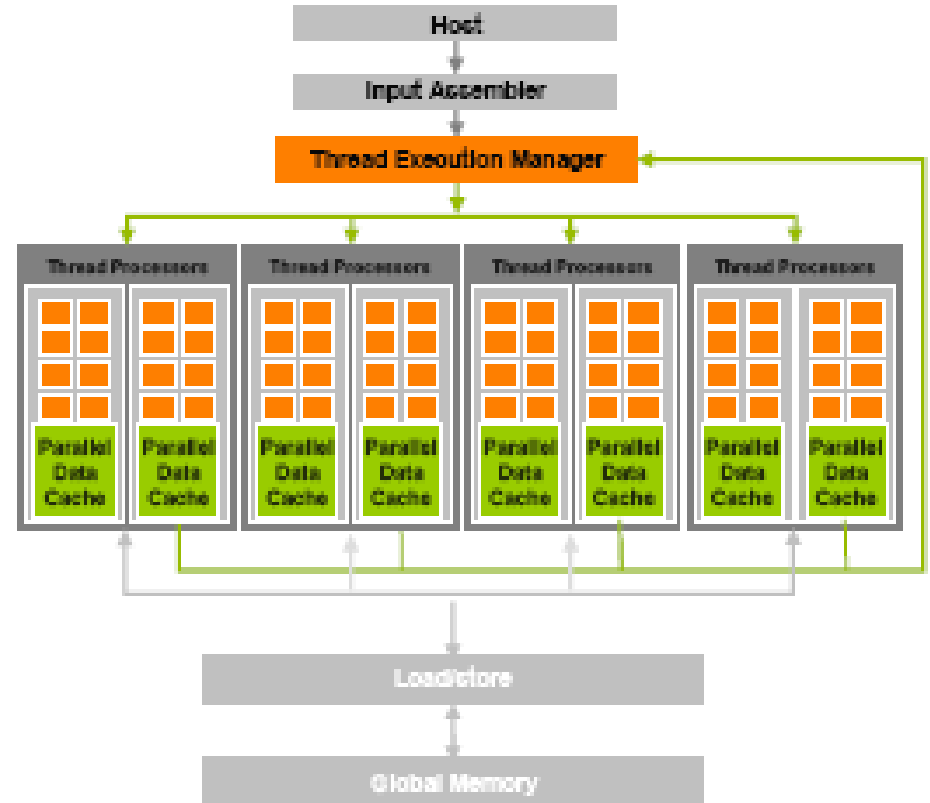 Host
Input Assembler
Thread Execution Manager
Thread Processors
Thread Processors
Thread Processors
Thread Processors
Parallel
Data
Cache
Parallel
Data
Cache
Parallel
Data
Cache
Parallel
Data
Cache
Parallel
Data
Cache
Parallel
Data
Cache
Parallel
Data
Cache
Parallel
Data
Cache
Load/store
Global Memory